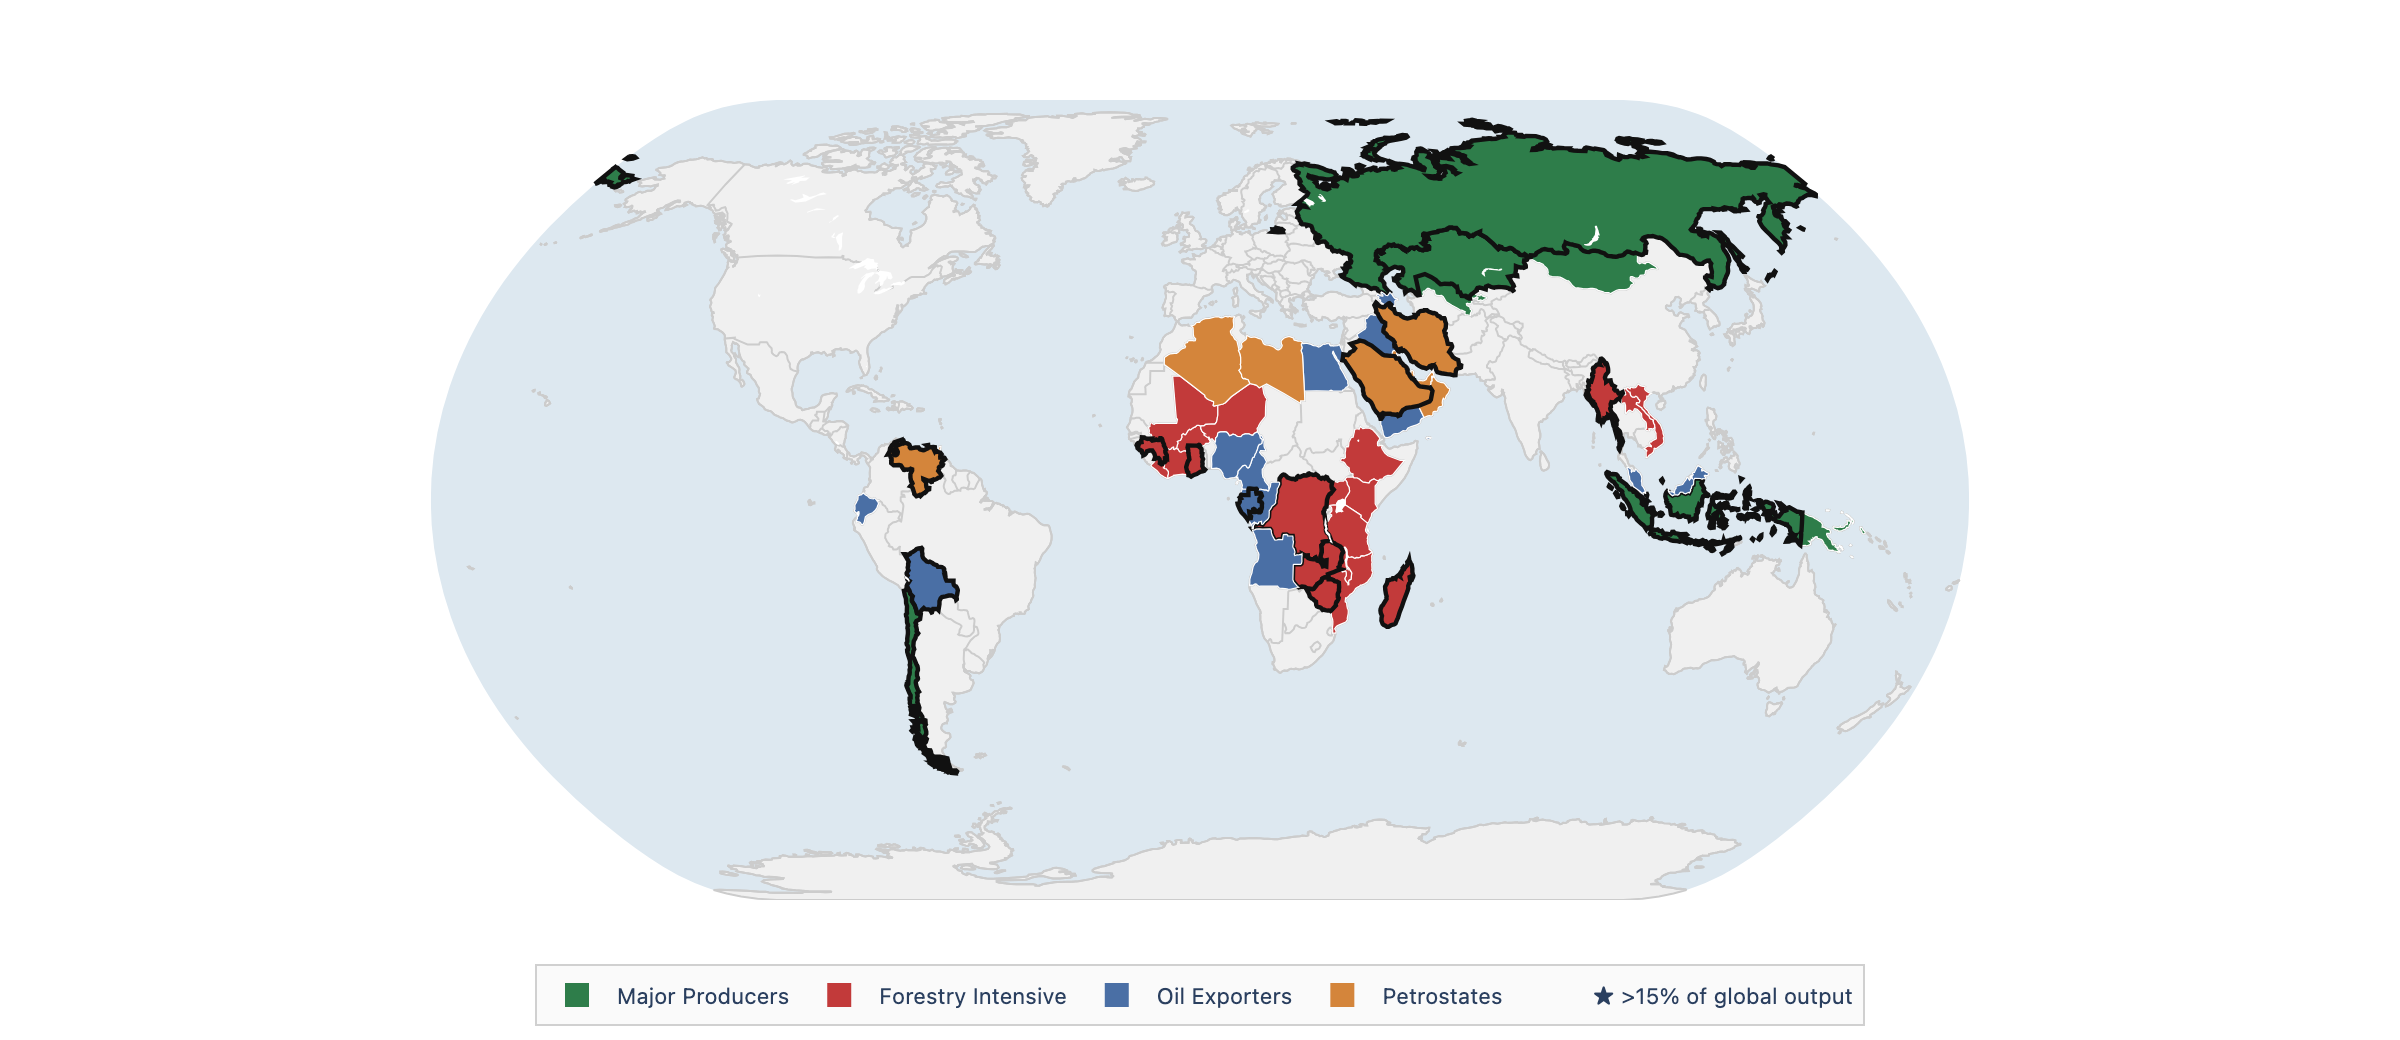 Major Producers
Forestry Intensive
Oil Exporters
Petrostates
★ >15% of global output